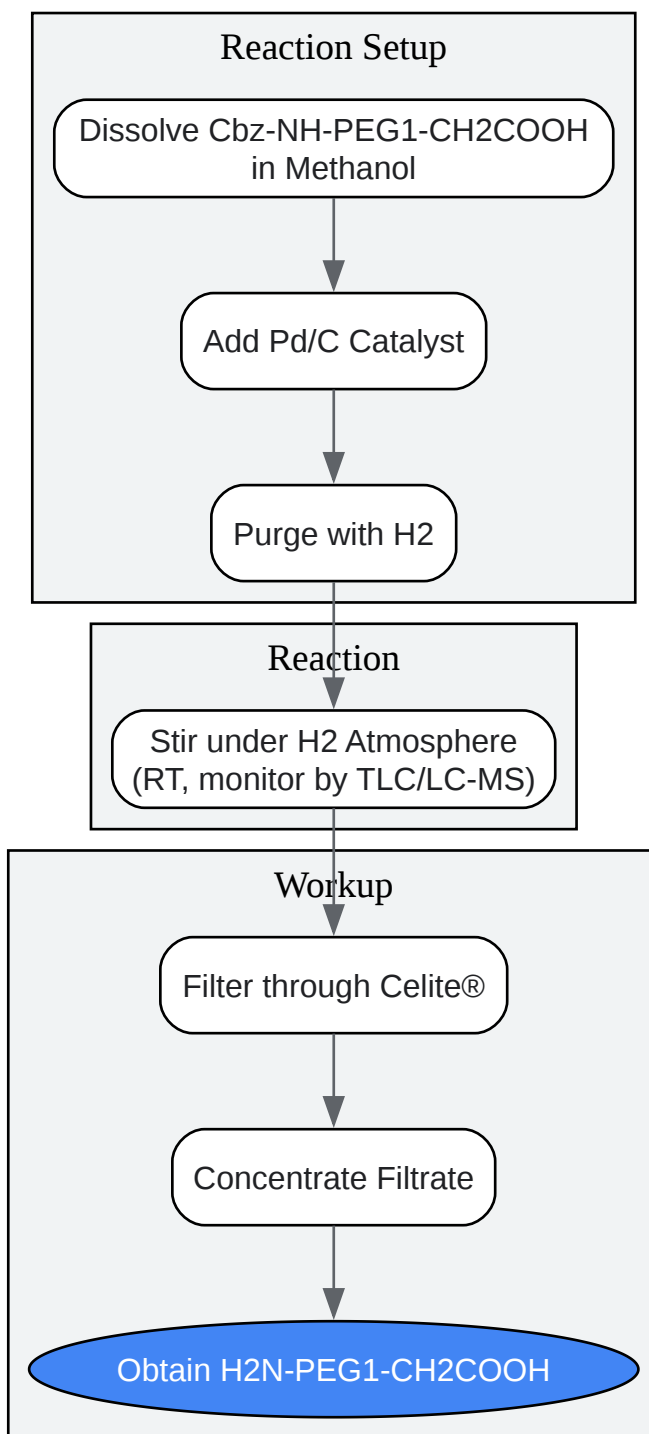 Reaction Setup
Dissolve Cbz-NH-PEG1-CH2COOH
in Methanol
Add Pd/C Catalyst
Purge with H2
Reaction
Stir under H2 Atmosphere
(RT, monitor by TLC/LC-MS)
Workup
Filter through Celite®
Concentrate Filtrate
Obtain H2N-PEG1-CH2COOH